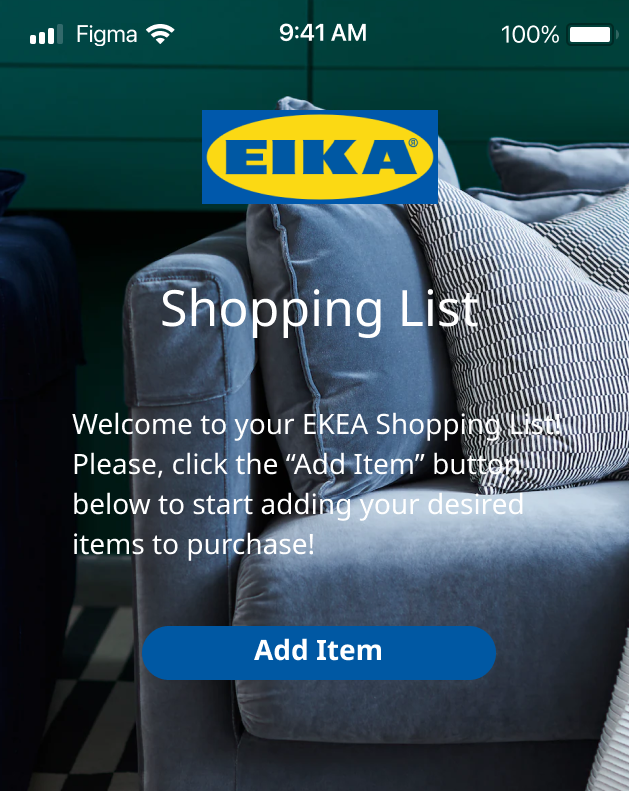 Figma 9:41 AM 100%
EIKA®
Shopping List
Welcome to your EKEA Shopping List!
Please, click the “Add Item” button
below to start adding your desired
items to purchase!
Add Item